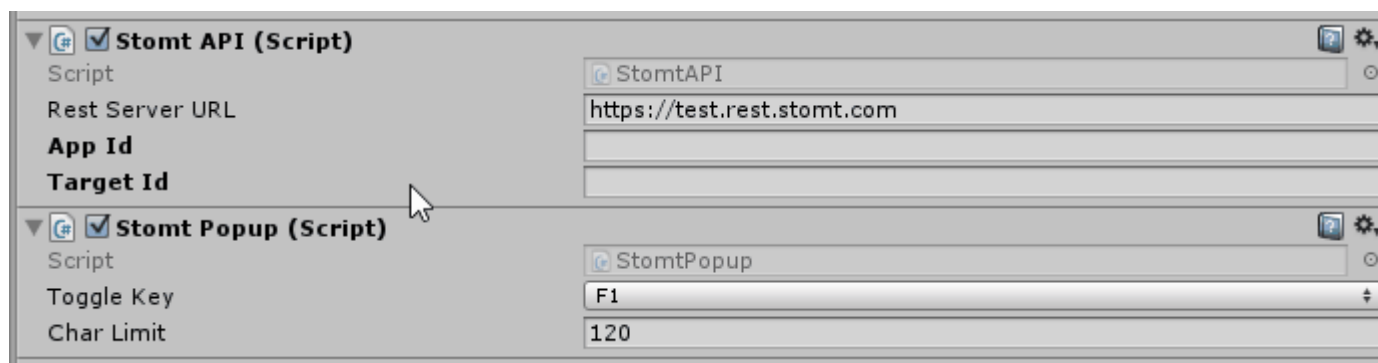 Stomt API (Script)
Script StomtAPI
Rest Server URL https://test.rest.stomt.com
App Id
Target Id
Stomt Popup (Script)
Script StomtPopup
Toggle Key F1
Char Limit 120